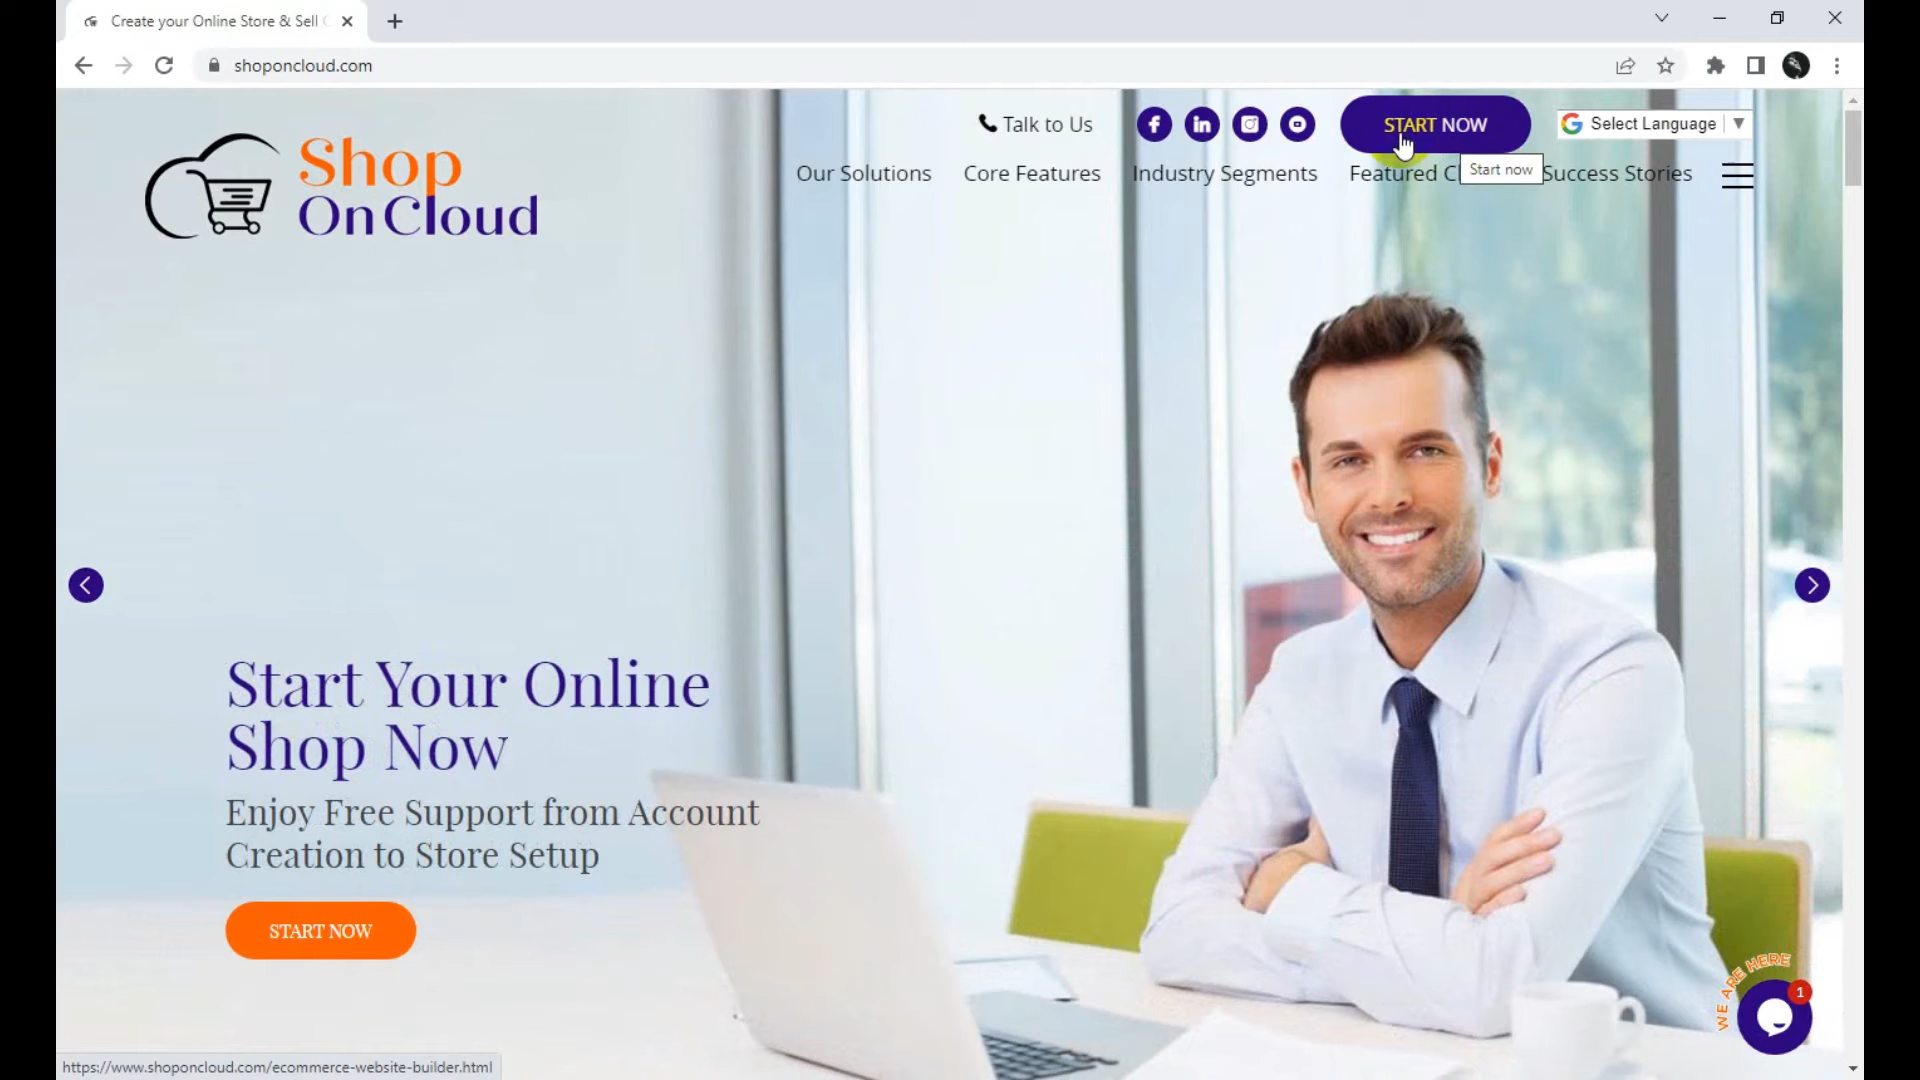 Create your Online Store & Sell
shoponcloud.com
Talk to Us
START NOW
Select Language
Shop
On Cloud
Our Solutions
Core Features
Industry Segments
Featured
Start now
Success Stories
Start Your Online
Shop Now
Enjoy Free Support from Account
Creation to Store Setup
START NOW
WE ARE HERE
1
https://www.shoponcloud.com/ecommerce-website-builder.html